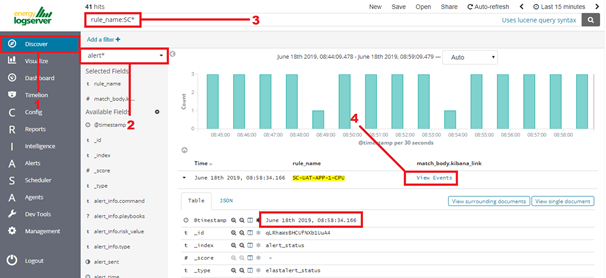 energy
logserver
41 hits
New Save Open Share Auto-refresh Last 15 minutes
rule_name:SC*
3
Uses lucene query syntax
Add a filter +
Discover
Visualize
Dashboard
Timelion
C Config
R Reports
I Intelligence
A Alerts
S Scheduler
A Agents
Dev Tools
Management
1
alert*
2
Selected Fields
t rule_name
# match_body.k...
Available Fields
@timestamp
t _id
t _index
# _score
t _type
t alert_info.command
? alert_info.playbooks
t alert_info.risk_value
t alert_info.type
alert_sent
alert_time
June 18th 2019, 08:44:09.478 - June 18th 2019, 08:59:09.479 —
Auto
Count
3
2
1
0
08:45:00 08:46:00 08:47:00 08:48:00 08:49:00 08:50:00 08:51:00 08:52:00 08:53:00 08:54:00 08:55:00 08:56:00 08:57:00 08:58:00
@timestamp per 30 seconds
4
Time
rule_name
match_body.kibana_link
June 18th 2019, 08:58:34.166
SC-UAT-APP-1-CPU
View Events
Table
JSON
View surrounding documents
View single document
@timestamp
June 18th 2019, 08:58:34.166
t _id
t _index
alert_status
# _score
-
t _type
elastalert_status